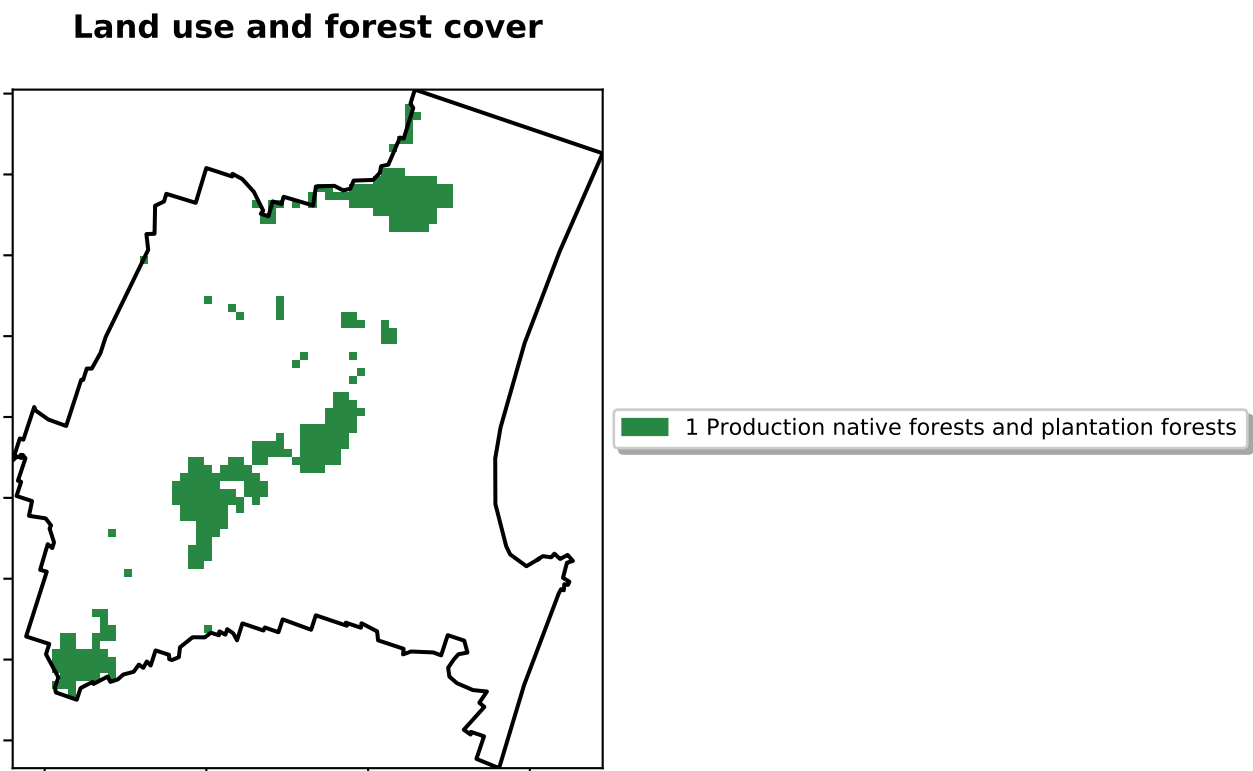 Land use and forest cover
1 Production native forests and plantation forests